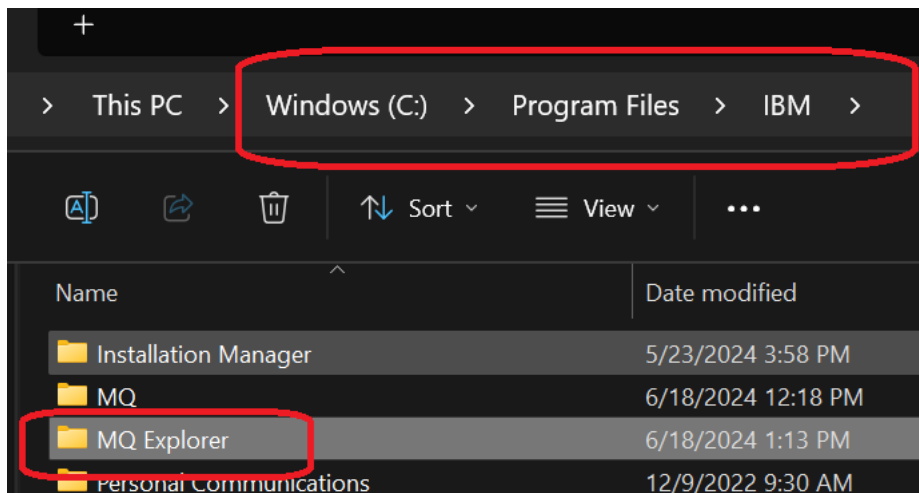 This PC > Windows (C:) > Program Files > IBM >
Sort View
Name Date modified
Installation Manager 5/23/2024 3:58 PM
MQ 6/18/2024 12:18 PM
MQ Explorer 6/18/2024 1:13 PM
Personal Communications 12/9/2022 9:30 AM